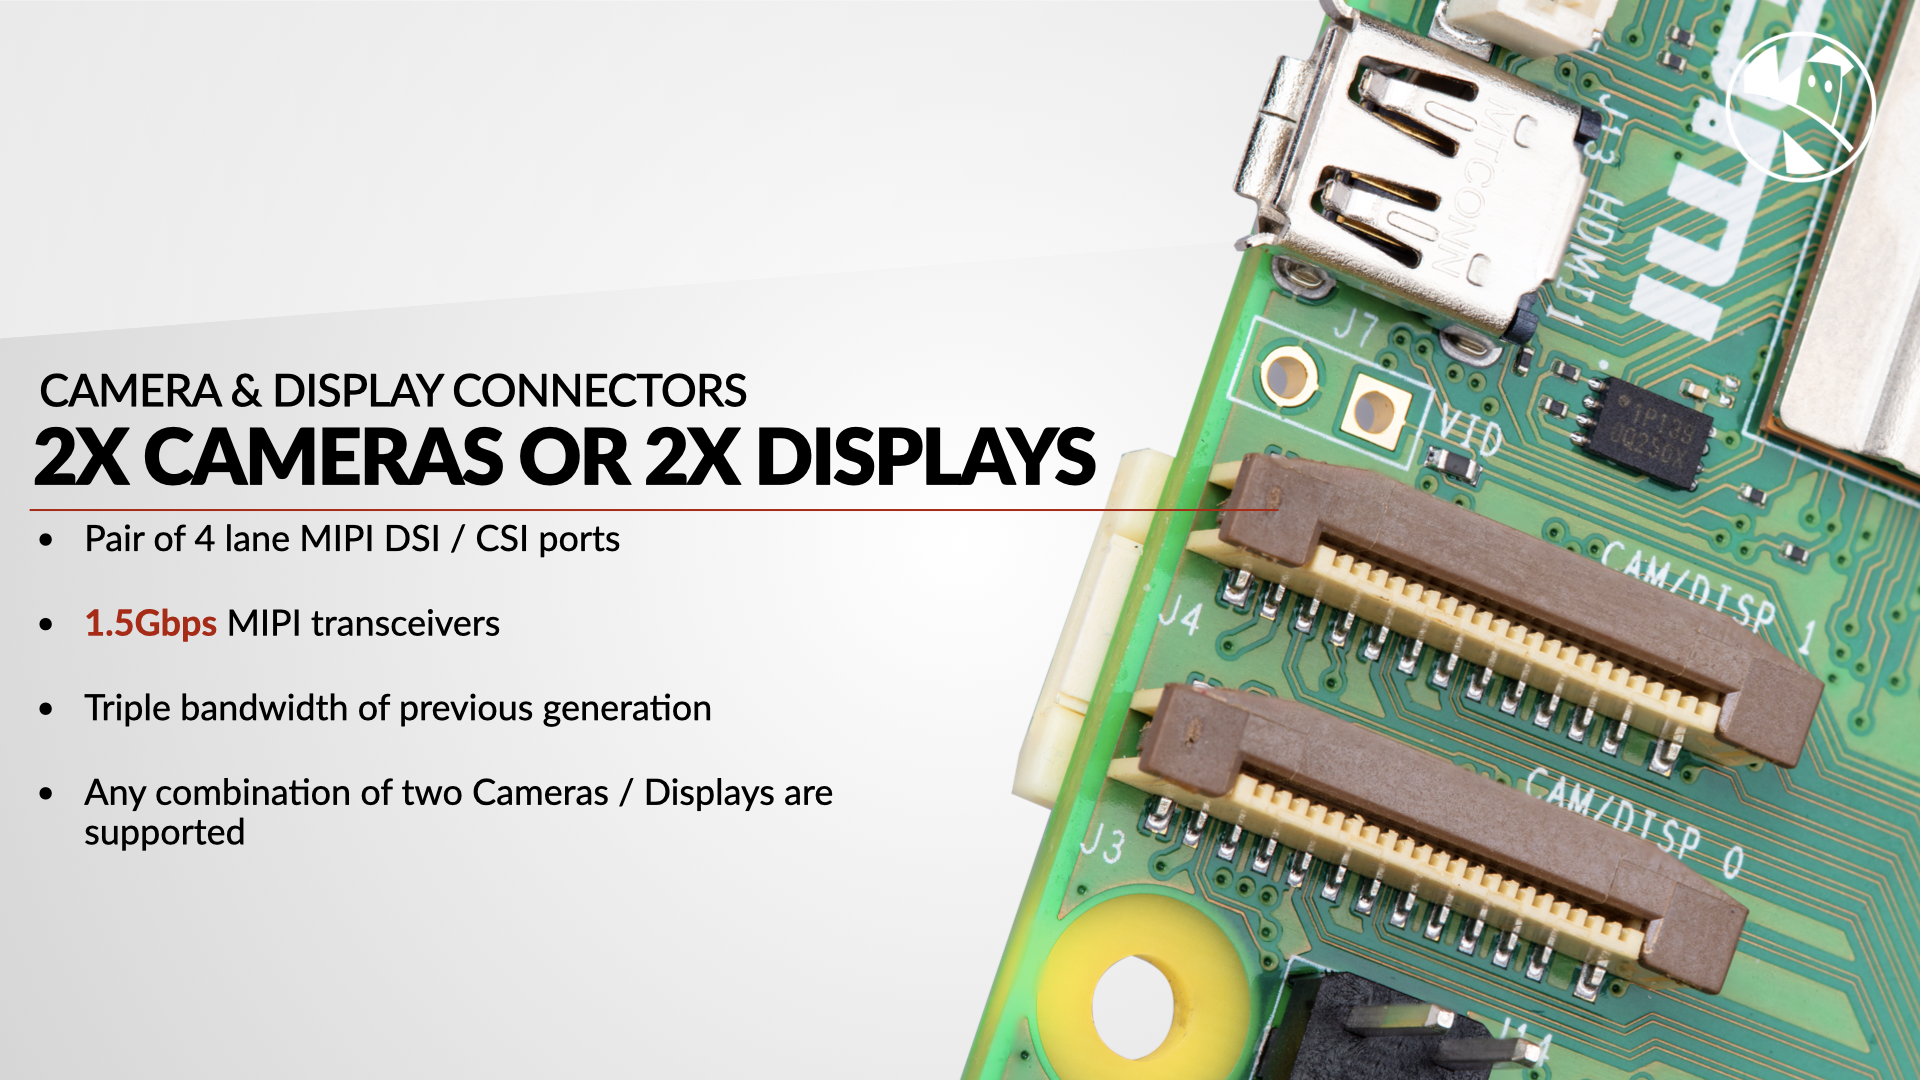 CAMERA & DISPLAY CONNECTORS
2X CAMERAS OR 2X DISPLAYS
• Pair of 4 lane MIPI DSI / CSI ports
• 1.5Gbps MIPI transceivers
• Triple bandwidth of previous generation
• Any combination of two Cameras / Displays are
supported
MTCONN
J13 HDMI1
J7
VID
CAM/DISP 1
J4
CAM/DISP 0
J3
J14